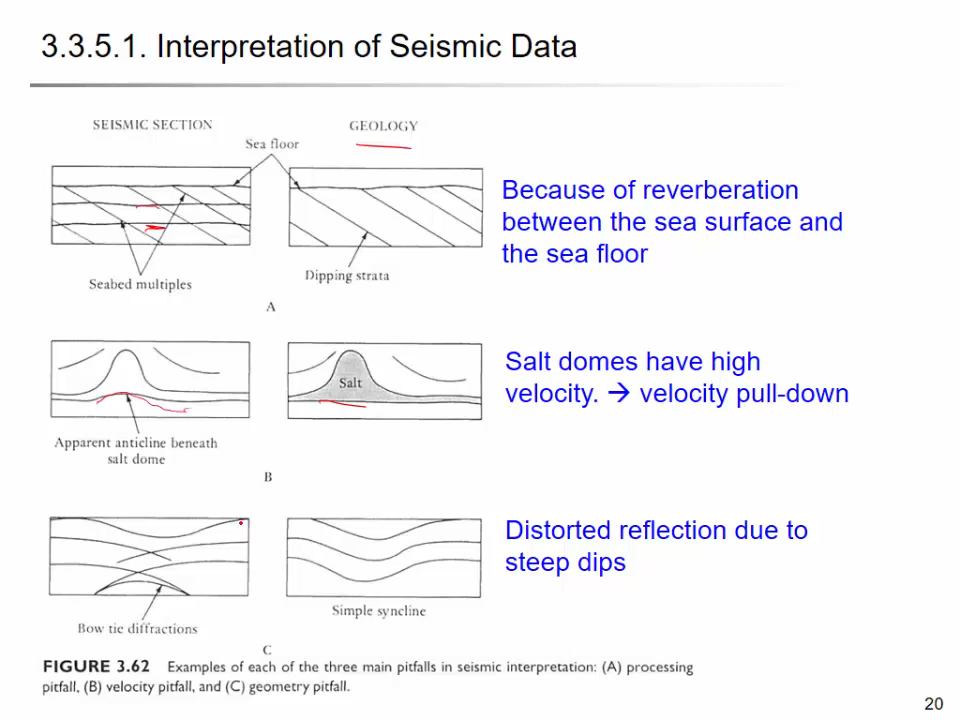 3.3.5.1. Interpretation of Seismic Data
SEISMIC SECTION
GEOLOGY
Sea floor
Because of reverberation
between the sea surface and
the sea floor
Seabed multiples
Dipping strata
A
Salt
Salt domes have high
velocity. → velocity pull-down
Apparent anticline beneath
salt dome
B
Distorted reflection due to
steep dips
Bow tie diffractions
Simple syncline
C
FIGURE 3.62 Examples of each of the three main pitfalls in seismic interpretation: (A) processing
pitfall, (B) velocity pitfall, and (C) geometry pitfall.
20